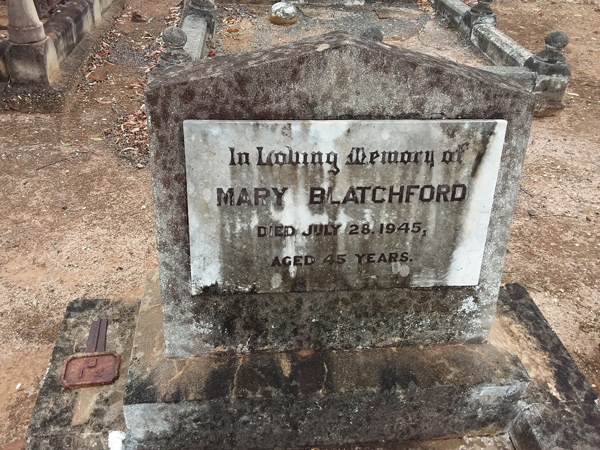 In Loving Memory of
MARY BLATCHFORD
DIED JULY 28, 1945,
AGED 45 YEARS.